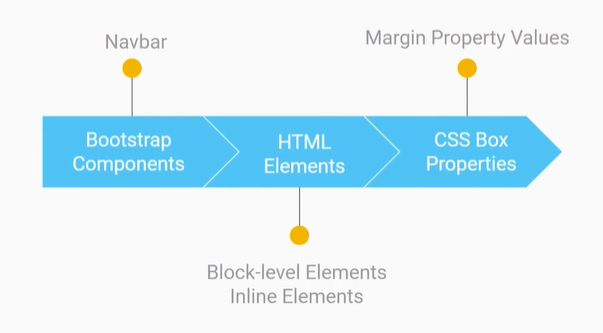 Navbar
Margin Property Values
Bootstrap
Components
HTML
Elements
CSS Box
Properties
Block-level Elements
Inline Elements